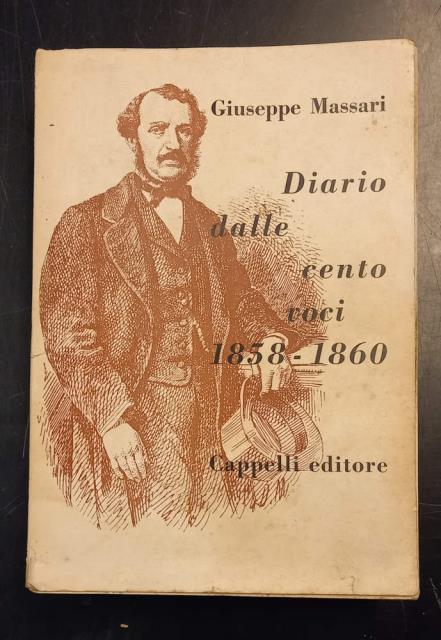 Giuseppe Massari
Diario
dalle
cento
voci
1858-1860
Cappelli editore